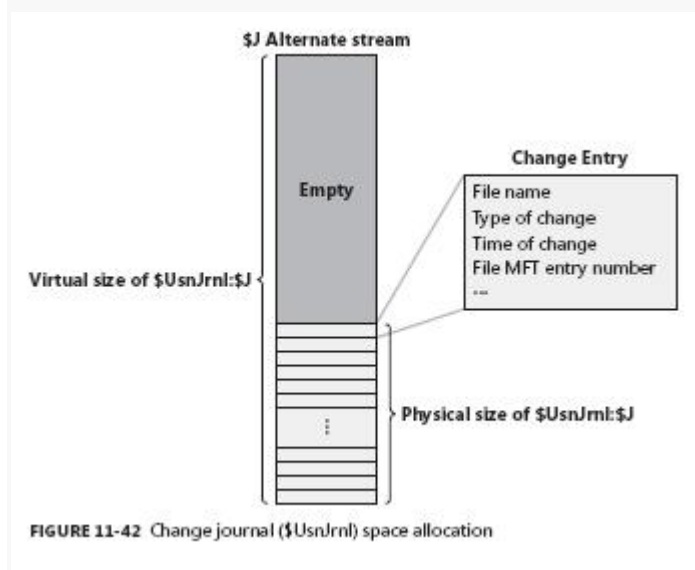 $J Alternate stream
Empty
Change Entry
File name
Type of change
Time of change
File MFT entry number
...
Virtual size of $UsnJrnl:$J
Physical size of $UsnJrnl:$J
⋮
FIGURE 11-42 Change journal ($UsnJrnl) space allocation